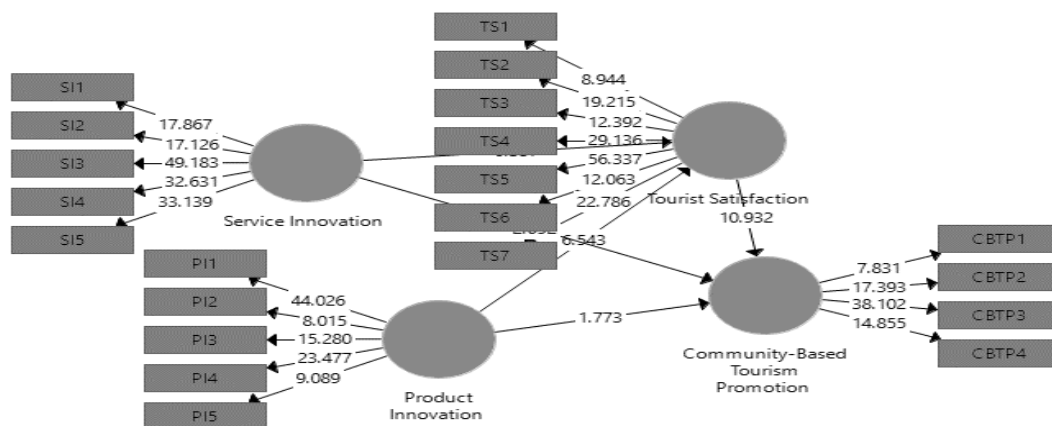 TS1
TS2
TS3
TS4
TS5
TS6
TS7
8.944
19.215
12.392
29.136
56.337
12.063
22.786
SI1
SI2
SI3
SI4
SI5
17.867
17.126
49.183
32.631
33.139
Service Innovation
Tourist Satisfaction
10.932
6.543
PI1
PI2
PI3
PI4
PI5
44.026
8.015
15.280
23.477
9.089
Product
Innovation
1.773
Community-Based
Tourism
Promotion
7.831
17.393
38.102
14.855
CBTP1
CBTP2
CBTP3
CBTP4